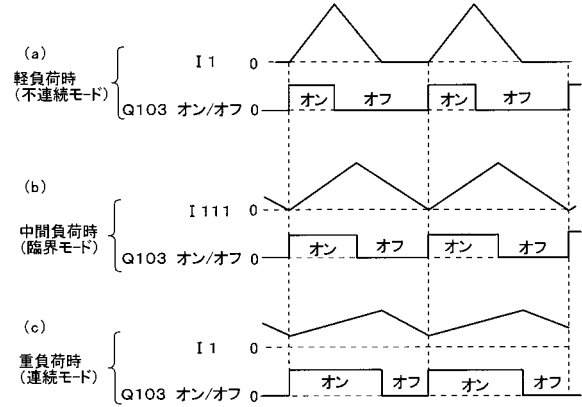 (a)
軽負荷時
(不連続モード)
I 1 0
Q103 オン/オフ 0
オン オフ オン オフ
(b)
中間負荷時
(臨界モード)
I 111 0
Q103 オン/オフ 0
オン オフ オン オフ
(c)
重負荷時
(連続モード)
I 1 0
Q103 オン/オフ 0
オン オフ オン オフ